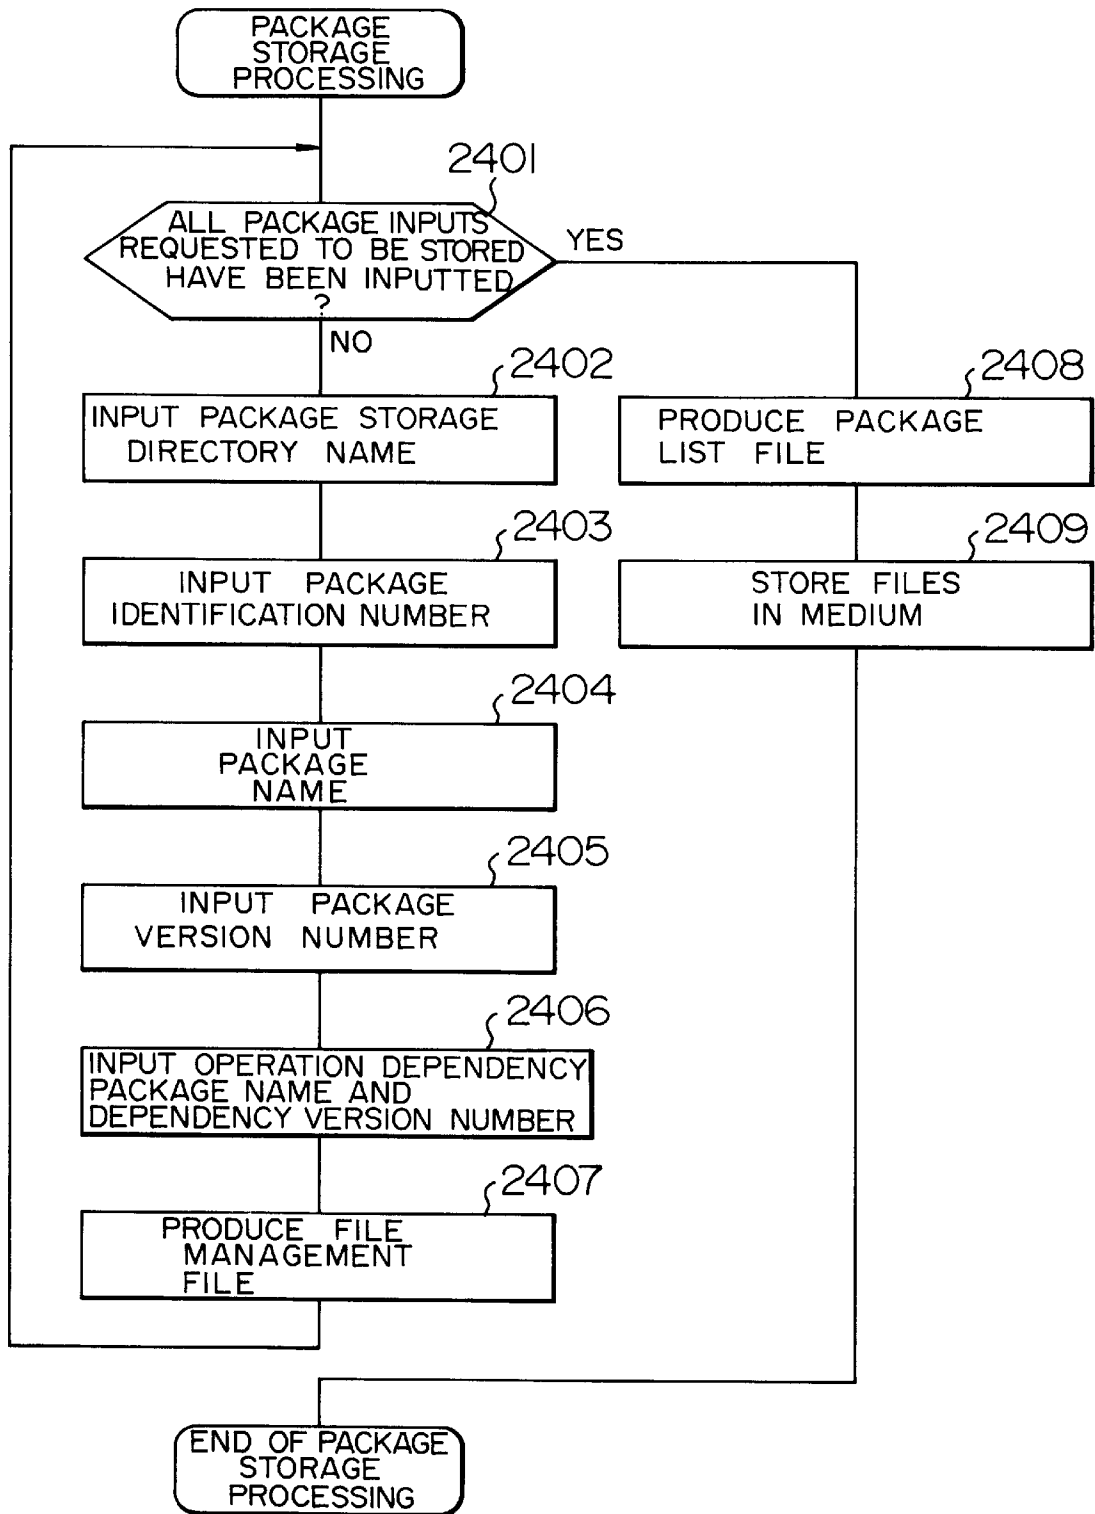 PACKAGE
STORAGE
PROCESSING
2401
ALL PACKAGE INPUTS
REQUESTED TO BE STORED
HAVE BEEN INPUTTED
?
YES
NO
2402
INPUT PACKAGE STORAGE
DIRECTORY NAME
2403
INPUT PACKAGE
IDENTIFICATION NUMBER
2404
INPUT
PACKAGE
NAME
2405
INPUT PACKAGE
VERSION NUMBER
2406
INPUT OPERATION DEPENDENCY
PACKAGE NAME AND
DEPENDENCY VERSION NUMBER
2407
PRODUCE FILE
MANAGEMENT
FILE
2408
PRODUCE PACKAGE
LIST FILE
2409
STORE FILES
IN MEDIUM
END OF PACKAGE
STORAGE
PROCESSING